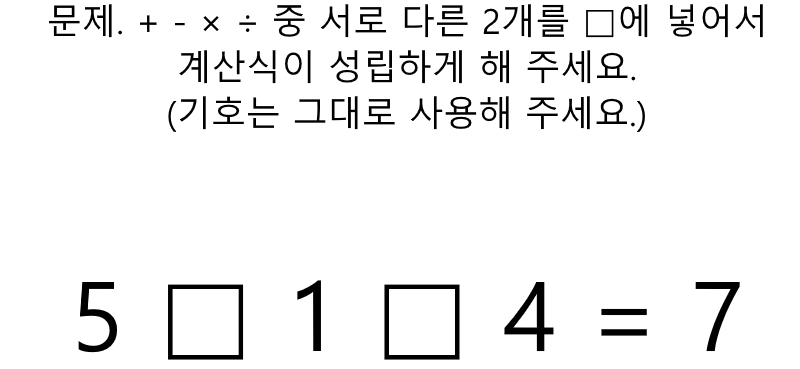 문제. + - × ÷ 중 서로 다른 2개를 □에 넣어서
계산식이 성립하게 해 주세요.
(기호는 그대로 사용해 주세요.)
5 □ 1 □ 4 = 7